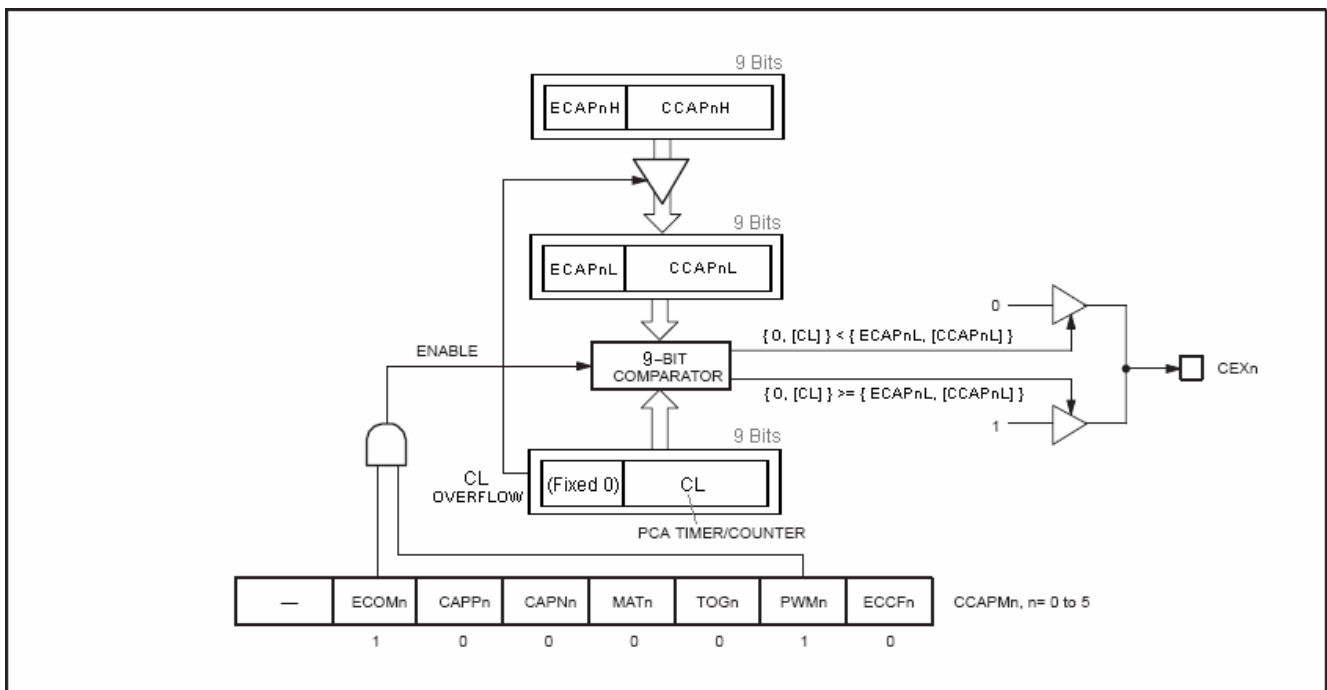 9 Bits
ECAPnH CCAPnH
9 Bits
ECAPnL CCAPnL
0
{ 0, [CL] } < { ECAPnL, [CCAPnL] }
ENABLE
9–BIT
COMPARATOR
CEXn
{ 0, [CL] } >= { ECAPnL, [CCAPnL] }
1
9 Bits
CL
OVERFLOW
(Fixed 0) CL
PCA TIMER/COUNTER
— ECOMn CAPPn CAPNn MATn TOGn PWMn ECCFn CCAPMn, n= 0 to 5
1 0 0 0 0 1 0